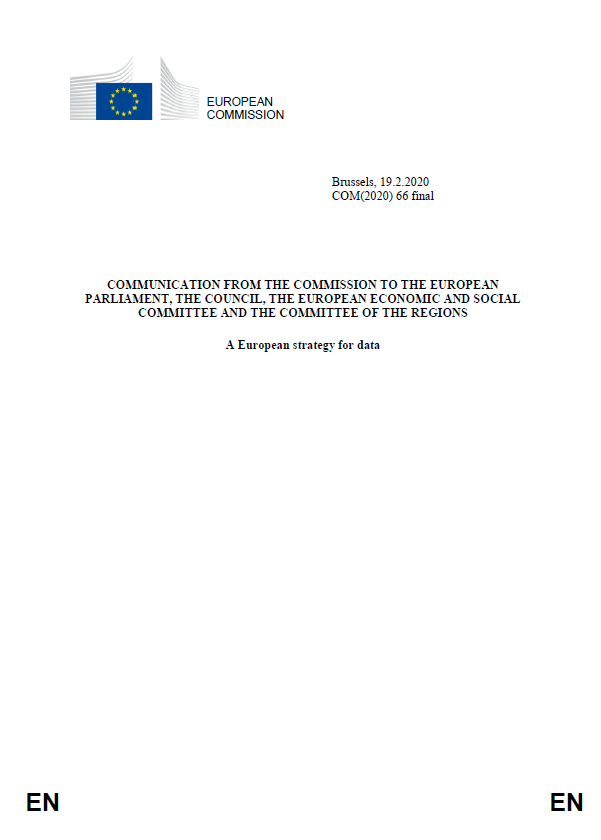 EUROPEAN
COMMISSION
Brussels, 19.2.2020
COM(2020) 66 final
COMMUNICATION FROM THE COMMISSION TO THE EUROPEAN
PARLIAMENT, THE COUNCIL, THE EUROPEAN ECONOMIC AND SOCIAL
COMMITTEE AND THE COMMITTEE OF THE REGIONS
A European strategy for data
EN EN